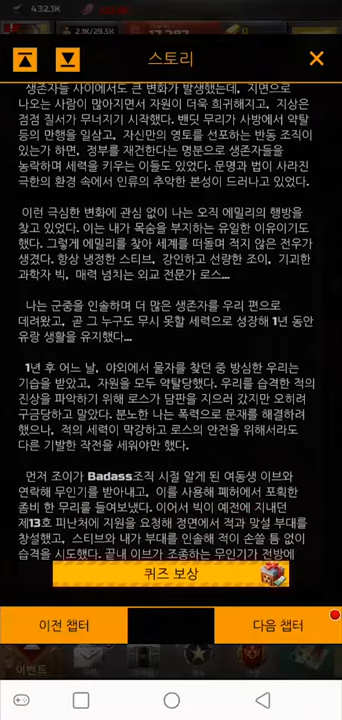 432.1K
2.1K/29.5K
17,287
스토리
생존자들 사이에서도 큰 변화가 발생했는데, 지면으로
나오는 사람이 많아지면서 자원이 더욱 희귀해지고, 지상은
점점 질서가 무너지기 시작했다. 밴딧 무리가 사방에서 약탈
등의 만행을 일삼고, 자신만의 영토를 선포하는 반동 조직이
있는가 하면, 정부를 재건한다는 명분으로 생존자들을
농락하며 세력을 키우는 이들도 있었다. 문명과 법이 사라진
극한의 환경 속에서 인류의 추악한 본성이 드러나고 있었다.
이런 극심한 변화에 관심 없이 나는 오직 에밀리의 행방을
찾고 있었다. 이는 내가 목숨을 부지하는 유일한 이유이기도
했다. 그렇게 에밀리를 찾아 세계를 떠돌며 적지 않은 전우가
생겼다. 항상 냉정한 스티브, 강인하고 선량한 조이, 기괴한
과학자 빅, 매력 넘치는 외교 전문가 로스...
나는 군중을 인솔하며 더 많은 생존자를 우리 편으로
데려왔고, 곧 그 누구도 무시 못할 세력으로 성장해 1년 동안
유랑 생활을 유지했다...
1년 후 어느 날, 야외에서 물자를 찾던 중 방심한 우리는
기습을 받았고, 자원을 모두 약탈당했다. 우리를 습격한 적의
진상을 파악하기 위해 로스가 담판을 지으러 갔지만 오히려
구금당하고 말았다. 분노한 나는 폭력으로 문제를 해결하려
했으나, 적의 세력이 막강하고 로스의 안전을 위해서라도
다른 기발한 작전을 세워야만 했다.
먼저 조이가 Badass조직 시절 알게 된 여동생 이브와
연락해 무인기를 받아내고, 이를 사용해 폐허에서 포획한
좀비 한 무리를 들여보냈다. 이어서 빅이 예전에 지내던
제13호 피난처에 지원을 요청해 정면에서 적과 맞설 부대를
창설했고, 스티브와 내가 부대를 인솔해 적이 손쓸 틈 없이
습격을 시도했다. 끝내 이브가 조종하는 무인기가 전방에
퀴즈 보상
이전 챕터
다음 챕터
이벤트